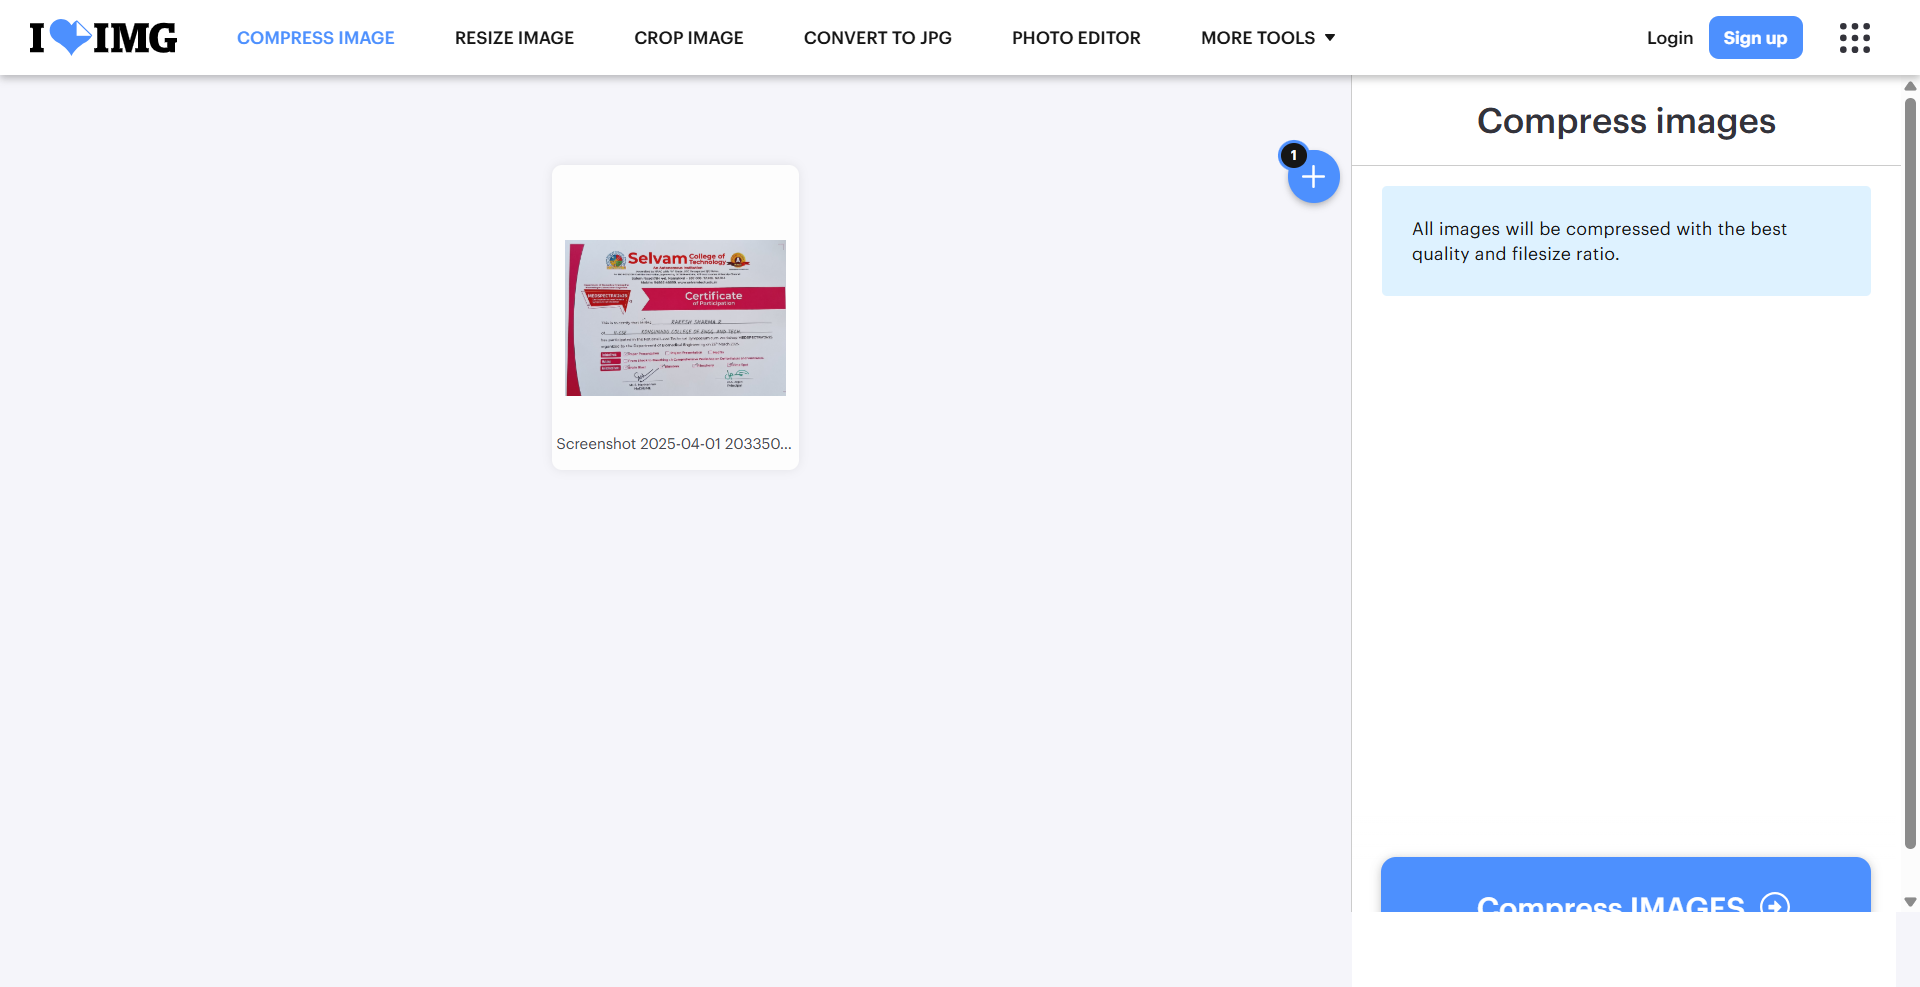 I IMG
COMPRESS IMAGE
RESIZE IMAGE
CROP IMAGE
CONVERT TO JPG
PHOTO EDITOR
MORE TOOLS
Login
Sign up
1
Selvam College of
Technology
Certificate
of Participation
RAKESH SHARMA R
Screenshot 2025-04-01 203350...
Compress images
All images will be compressed with the best
quality and filesize ratio.
Compress IMAGES